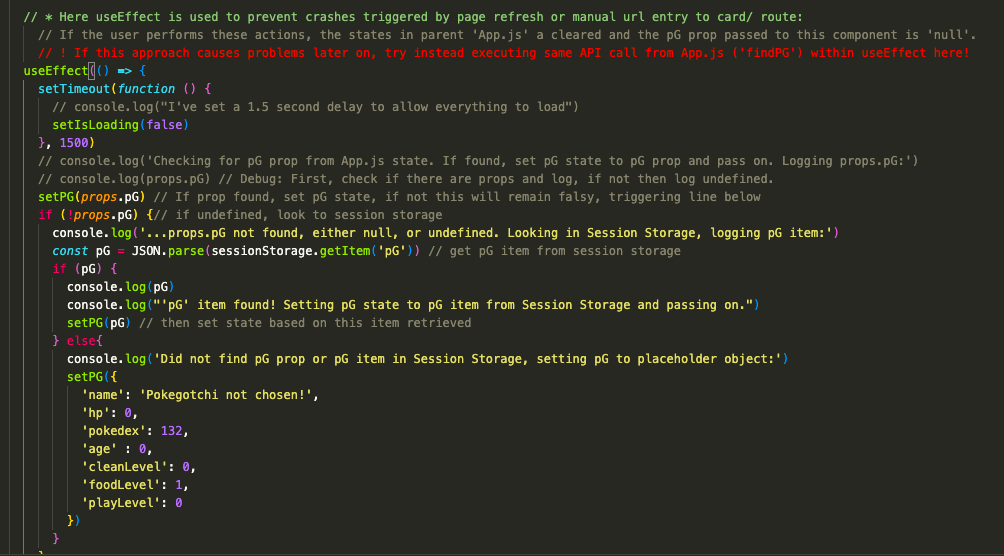 // * Here useEffect is used to prevent crashes triggered by page refresh or manual url entry to card/ route:
// If the user performs these actions, the states in parent 'App.js' a cleared and the pG prop passed to this component is 'null'.
// ! If this approach causes problems later on, try instead executing same API call from App.js ('findPG') within useEffect here!
useEffect(() => {
setTimeout(function () {
// console.log("I've set a 1.5 second delay to allow everything to load")
setIsLoading(false)
}, 1500)
// console.log('Checking for pG prop from App.js state. If found, set pG state to pG prop and pass on. Logging props.pG:')
// console.log(props.pG) // Debug: First, check if there are props and log, if not then log undefined.
setPG(props.pG) // If prop found, set pG state, if not this will remain falsy, triggering line below
if (!props.pG) {// if undefined, look to session storage
console.log('...props.pG not found, either null, or undefined. Looking in Session Storage, logging pG item:')
const pG = JSON.parse(sessionStorage.getItem('pG')) // get pG item from session storage
if (pG) {
console.log(pG)
console.log("'pG' item found! Setting pG state to pG item from Session Storage and passing on.")
setPG(pG) // then set state based on this item retrieved
} else{
console.log('Did not find pG prop or pG item in Session Storage, setting pG to placeholder object:')
setPG({
'name': 'Pokegotchi not chosen!',
'hp': 0,
'pokedex': 132,
'age' : 0,
'cleanLevel': 0,
'foodLevel': 1,
'playLevel': 0
})
}